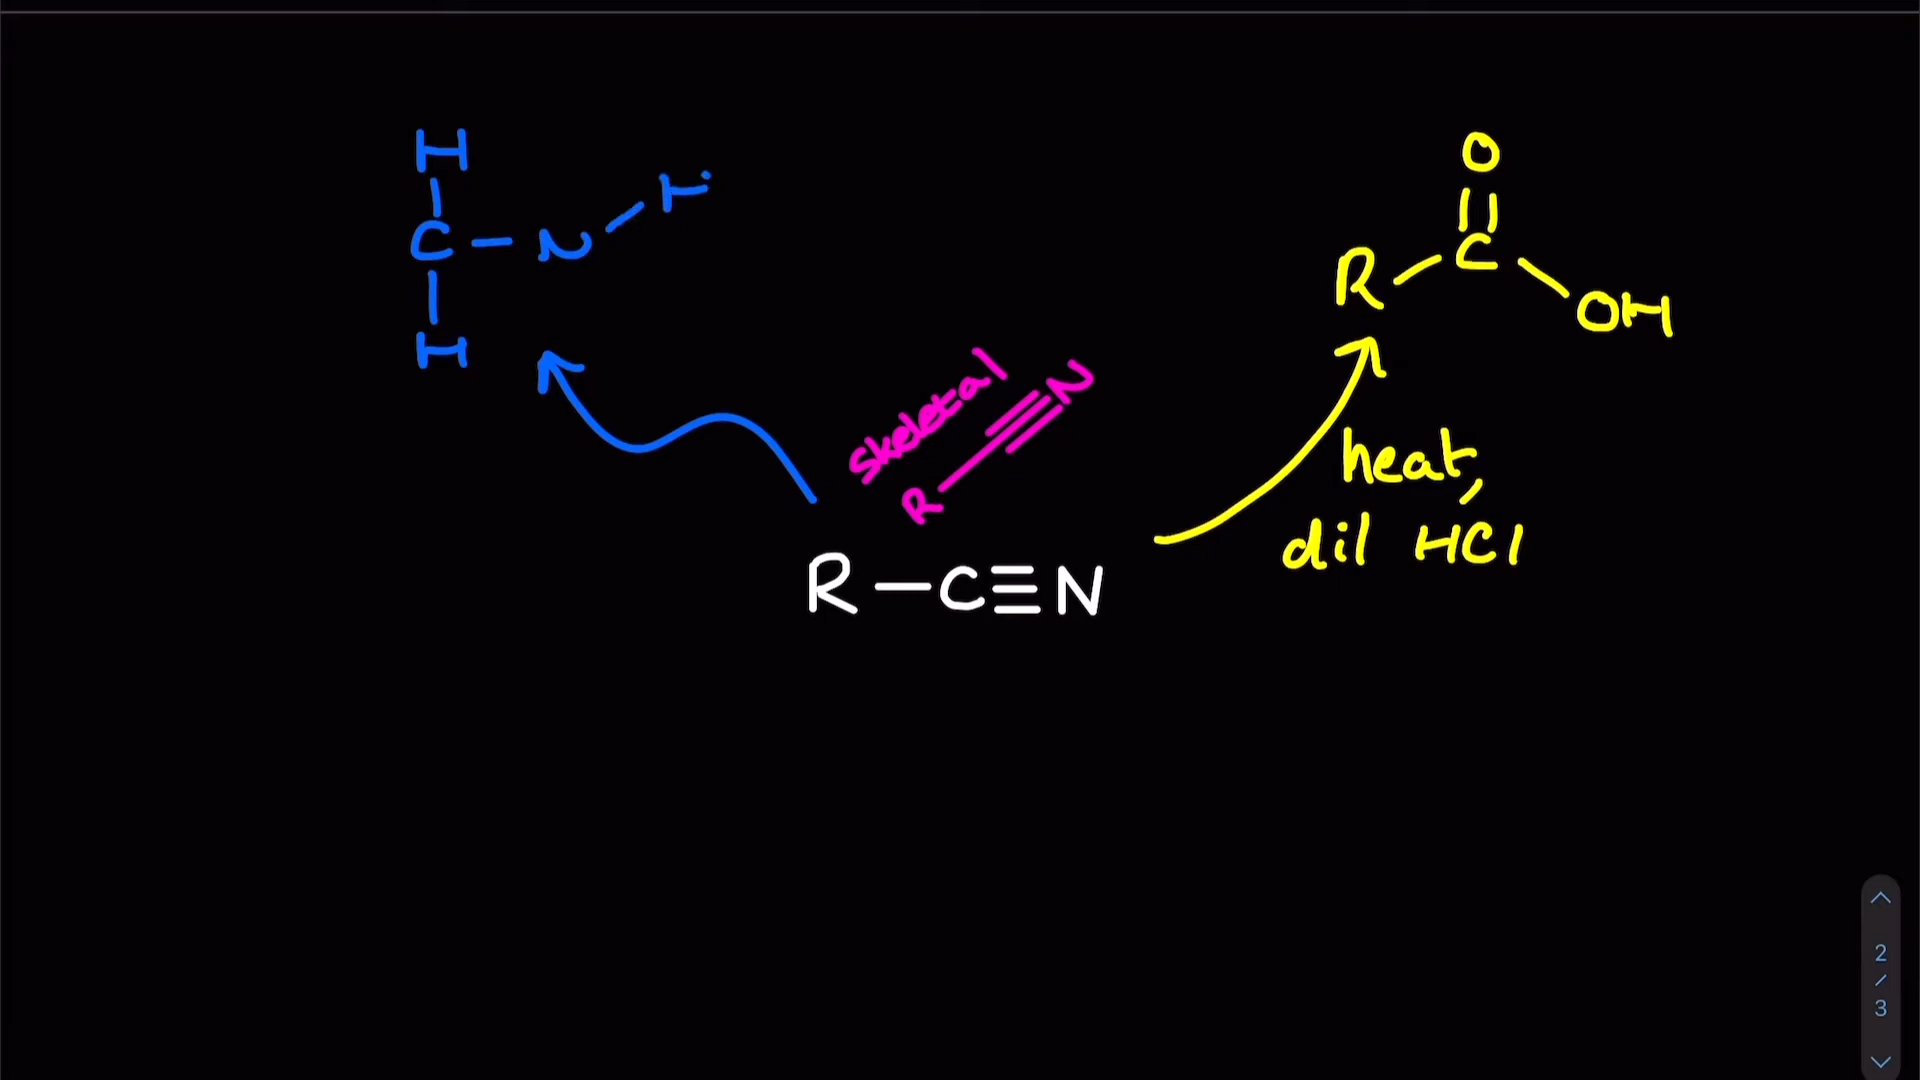 H
C - N - H
H
O
R - C
OH
skeletal
R ≡ N
heat,
dil HCl
R - C ≡ N
2
/
3